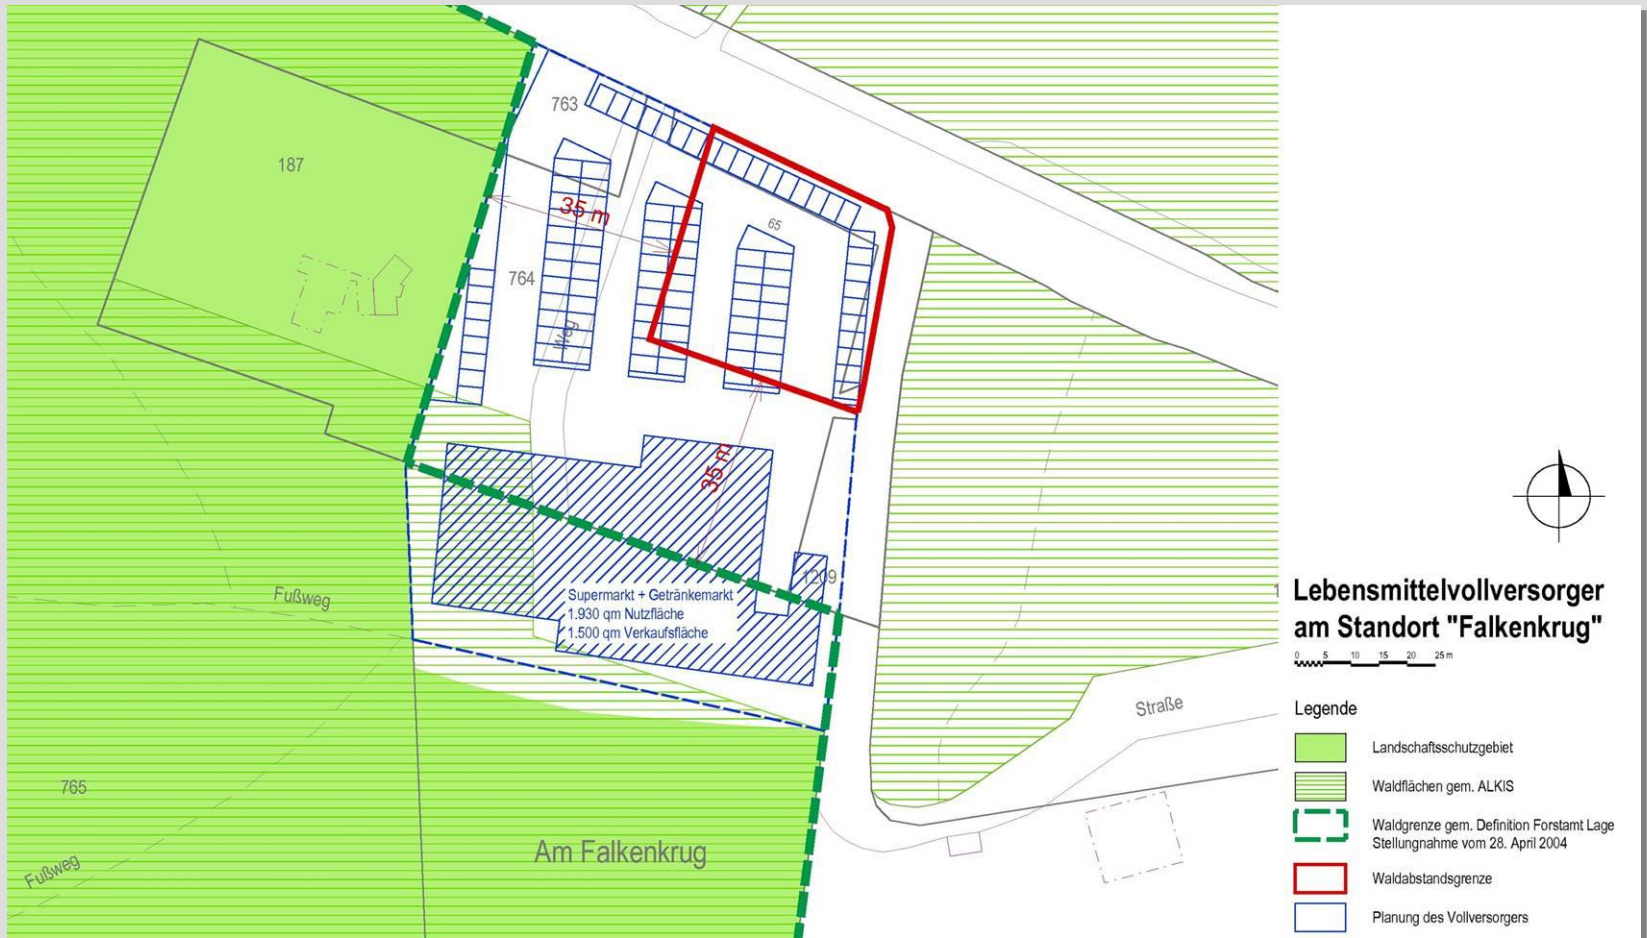 763
187
35 m
65
764
Weg
35 m
1209
Supermarkt + Getränkemarkt
1.930 qm Nutzfläche
1.500 qm Verkaufsfläche
Fußweg
Straße
765
Am Falkenkrug
Fußweg
Lebensmittelvollversorger
am Standort "Falkenkrug"
0 5 10 15 20 25 m
Legende
Landschaftsschutzgebiet
Waldflächen gem. ALKIS
Waldgrenze gem. Definition Forstamt Lage
Stellungnahme vom 28. April 2004
Waldabstandsgrenze
Planung des Vollversorgers